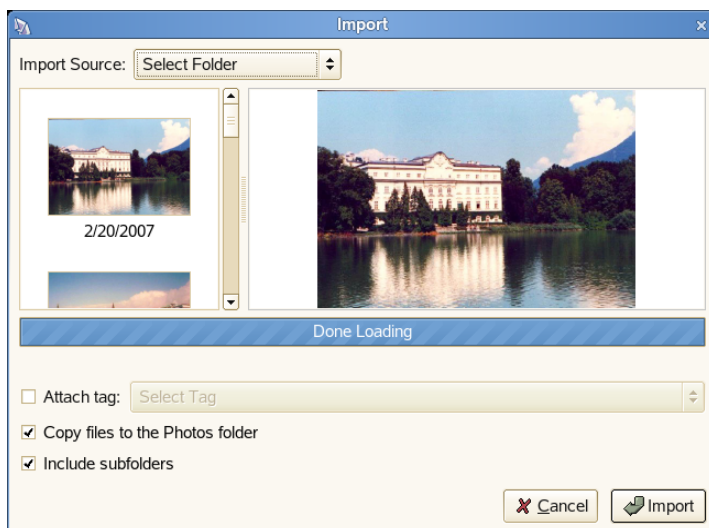 Import
Import Source: Select Folder
2/20/2007
Done Loading
Attach tag: Select Tag
Copy files to the Photos folder
Include subfolders
Cancel Import